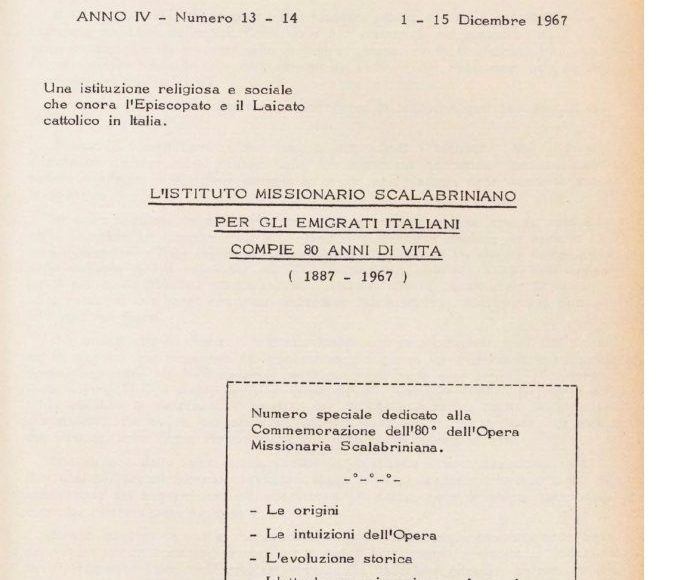 ANNO IV - Numero 13 - 14
1 - 15 Dicembre 1967
Una istituzione religiosa e sociale
che onora l'Episcopato e il Laicato
cattolico in Italia.
L'ISTITUTO MISSIONARIO SCALABRINIANO
PER GLI EMIGRATI ITALIANI
COMPIE 80 ANNI DI VITA
( 1887 - 1967 )
Numero speciale dedicato alla
Commemorazione dell'80° dell'Opera
Missionaria Scalabriniana.
-°-°-°-
- Le origini
- Le intuizioni dell'Opera
- L'evoluzione storica